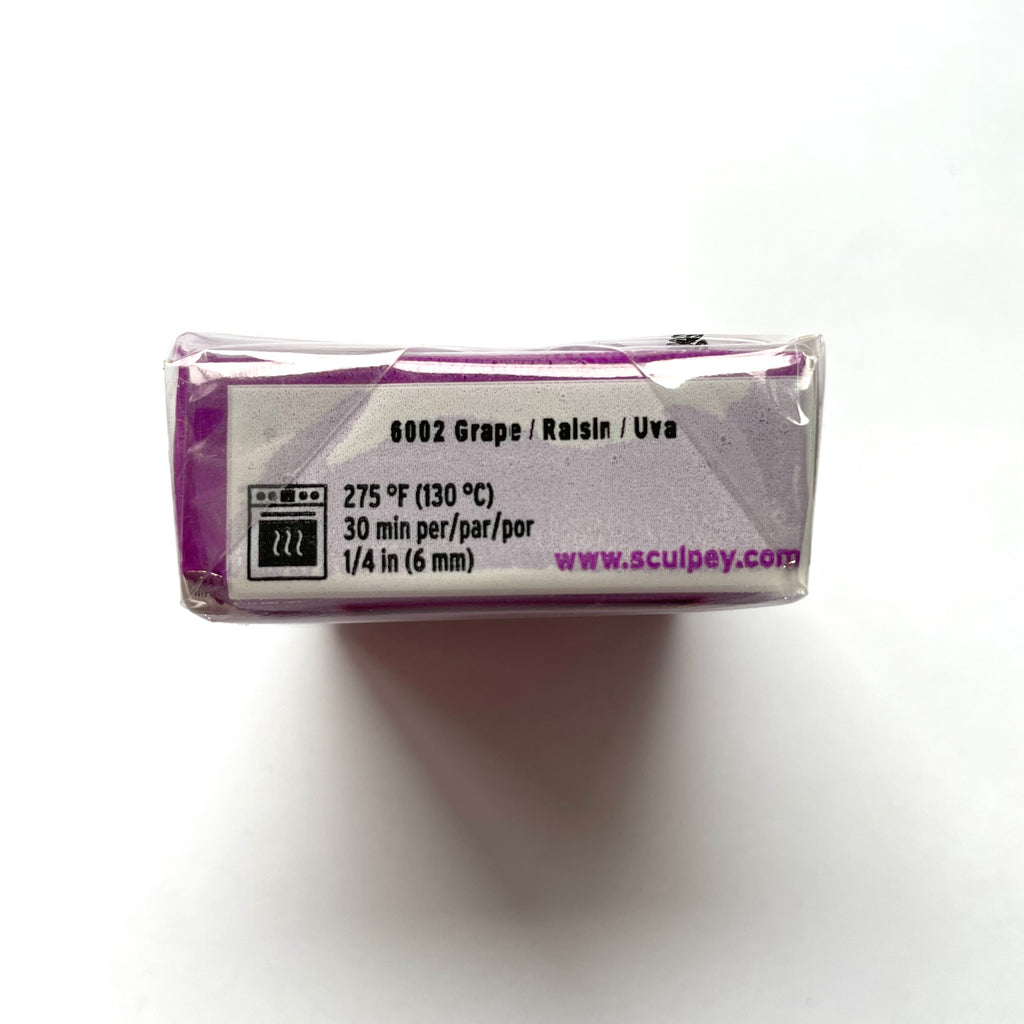 6002 Grape / Raisin / Uva
275 °F (130 °C)
30 min per/par/por
1/4 in (6 mm)
www.sculpey.com